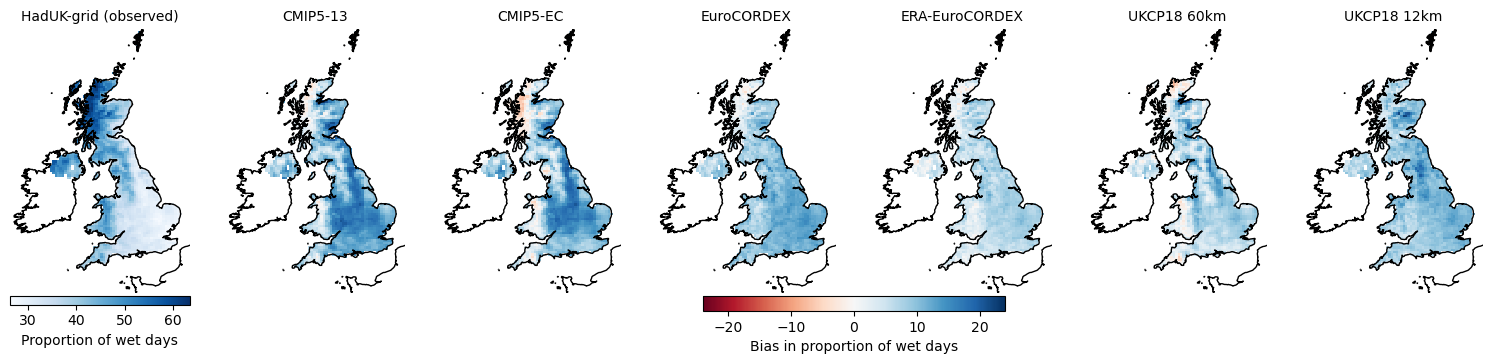 HadUK-grid (observed)
CMIP5-13
CMIP5-EC
EuroCORDEX
ERA-EuroCORDEX
UKCP18 60km
UKCP18 12km
30 40 50 60
Proportion of wet days
−20 −10 0 10 20
Bias in proportion of wet days